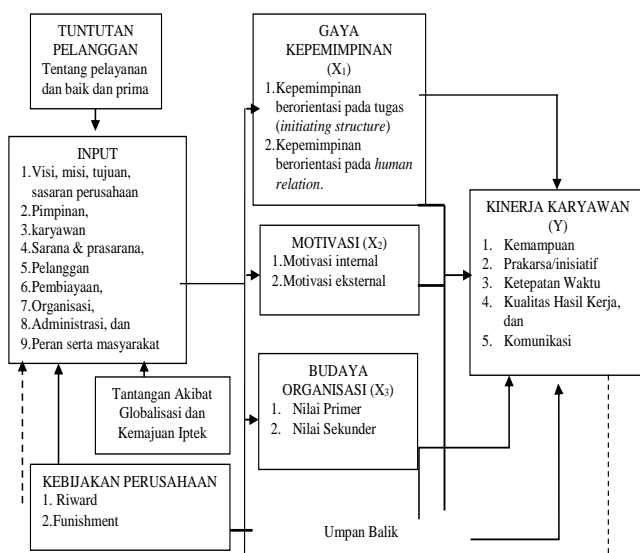 TUNTUTAN
PELANGGAN
Tentang pelayanan
dan baik dan prima
INPUT
1.Visi, misi, tujuan,
sasaran perusahaan
2.Pimpinan,
3.karyawan
4.Sarana & prasarana,
5.Pelanggan
6.Pembiayaan,
7.Organisasi,
8.Administrasi, dan
9.Peran serta masyarakat
Tantangan Akibat
Globalisasi dan
Kemajuan Iptek
KEBIJAKAN PERUSAHAAN
1. Riward
2.Funishment
GAYA
KEPEMIMPINAN
(X1)
1.Kepemimpinan
berorientasi pada tugas
(initiating structure)
2.Kepemimpinan
berorientasi pada human
relation.
MOTIVASI (X2)
1.Motivasi internal
2.Motivasi eksternal
BUDAYA
ORGANISASI (X3)
1. Nilai Primer
2. Nilai Sekunder
KINERJA KARYAWAN
(Y)
1. Kemampuan
2. Prakarsa/inisiatif
3. Ketepatan Waktu
4. Kualitas Hasil Kerja,
dan
5. Komunikasi
Umpan Balik